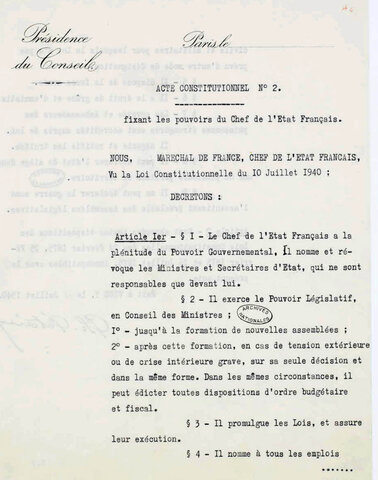 Présidence
du Conseil
Paris, le
ACTE CONSTITUTIONNEL N° 2.
fixant les pouvoirs du Chef de l'Etat Français.
NOUS, MARECHAL DE FRANCE, CHEF DE L'ETAT FRANCAIS,
Vu la Loi Constitutionnelle du 10 Juillet 1940 ;
DECRETONS :
Article Ier - § I - Le Chef de l'Etat Français a la
plénitude du Pouvoir Gouvernemental, il nomme et ré-
voque les Ministres et Secrétaires d'Etat, qui ne sont
responsables que devant lui.
§ 2 - Il exerce le Pouvoir Législatif,
en Conseil des Ministres ;
ARCHIVES
NATIONALES
I° - jusqu'à la formation de nouvelles assemblées ;
2° - après cette formation, en cas de tension extérieure
ou de crise intérieure grave, sur sa seule décision et
dans la même forme. Dans les mêmes circonstances, il
peut édicter toutes dispositions d'ordre budgétaire
et fiscal.
§ 3 - Il promulgue les Lois, et assure
leur exécution.
§ 4 - Il nomme à tous les emplois
.......